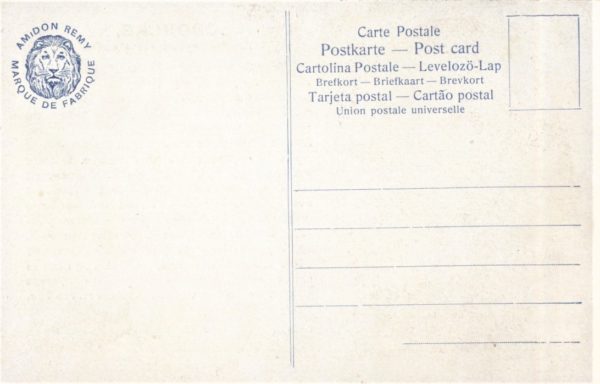 AMIDON REMY
MARQUE DE FABRIQUE
Carte Postale
Postkarte — Post card
Cartolina Postale — Levelozö-Lap
Brefkort — Briefkaart — Brevkort
Tarjeta postal — Cartão postal
Union postale universelle